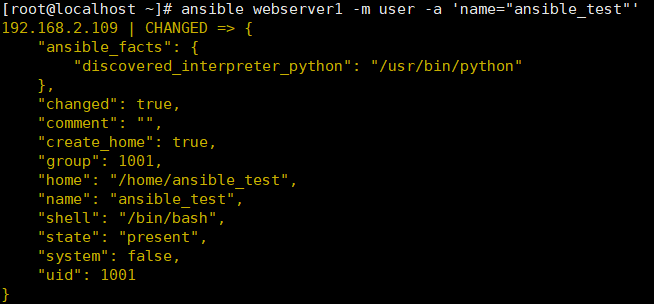 [root@localhost ~]# ansible webserver1 -m user -a 'name="ansible_test"'
192.168.2.109 | CHANGED => {
    "ansible_facts": {
        "discovered_interpreter_python": "/usr/bin/python"
    },
    "changed": true,
    "comment": "",
    "create_home": true,
    "group": 1001,
    "home": "/home/ansible_test",
    "name": "ansible_test",
    "shell": "/bin/bash",
    "state": "present",
    "system": false,
    "uid": 1001
}